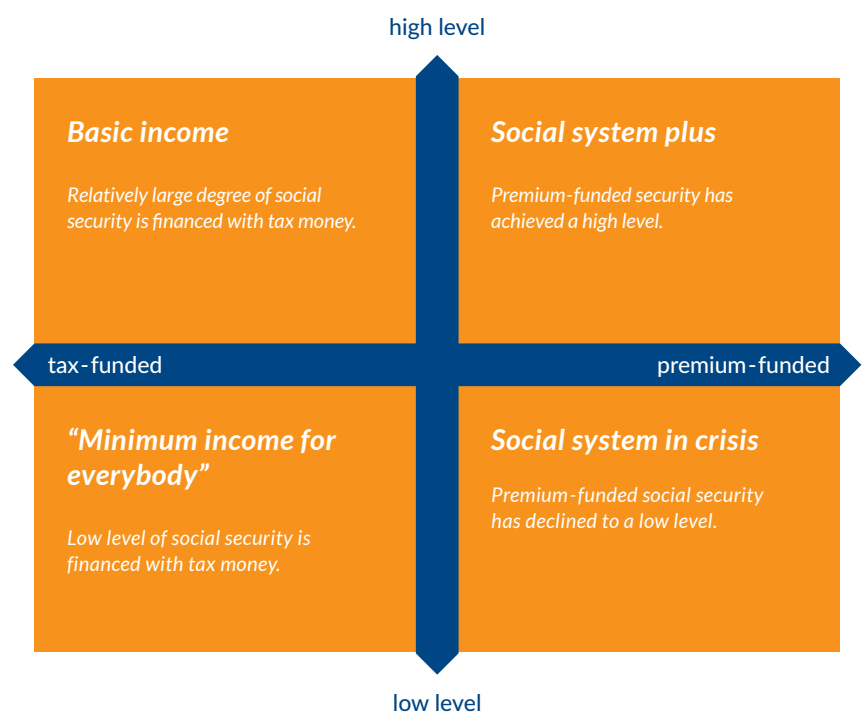 high level
Basic income
Relatively large degree of social
security is financed with tax money.
Social system plus
Premium-funded security has
achieved a high level.
tax-funded
premium-funded
“Minimum income for
everybody”
Low level of social security is
financed with tax money.
Social system in crisis
Premium-funded social security
has declined to a low level.
low level